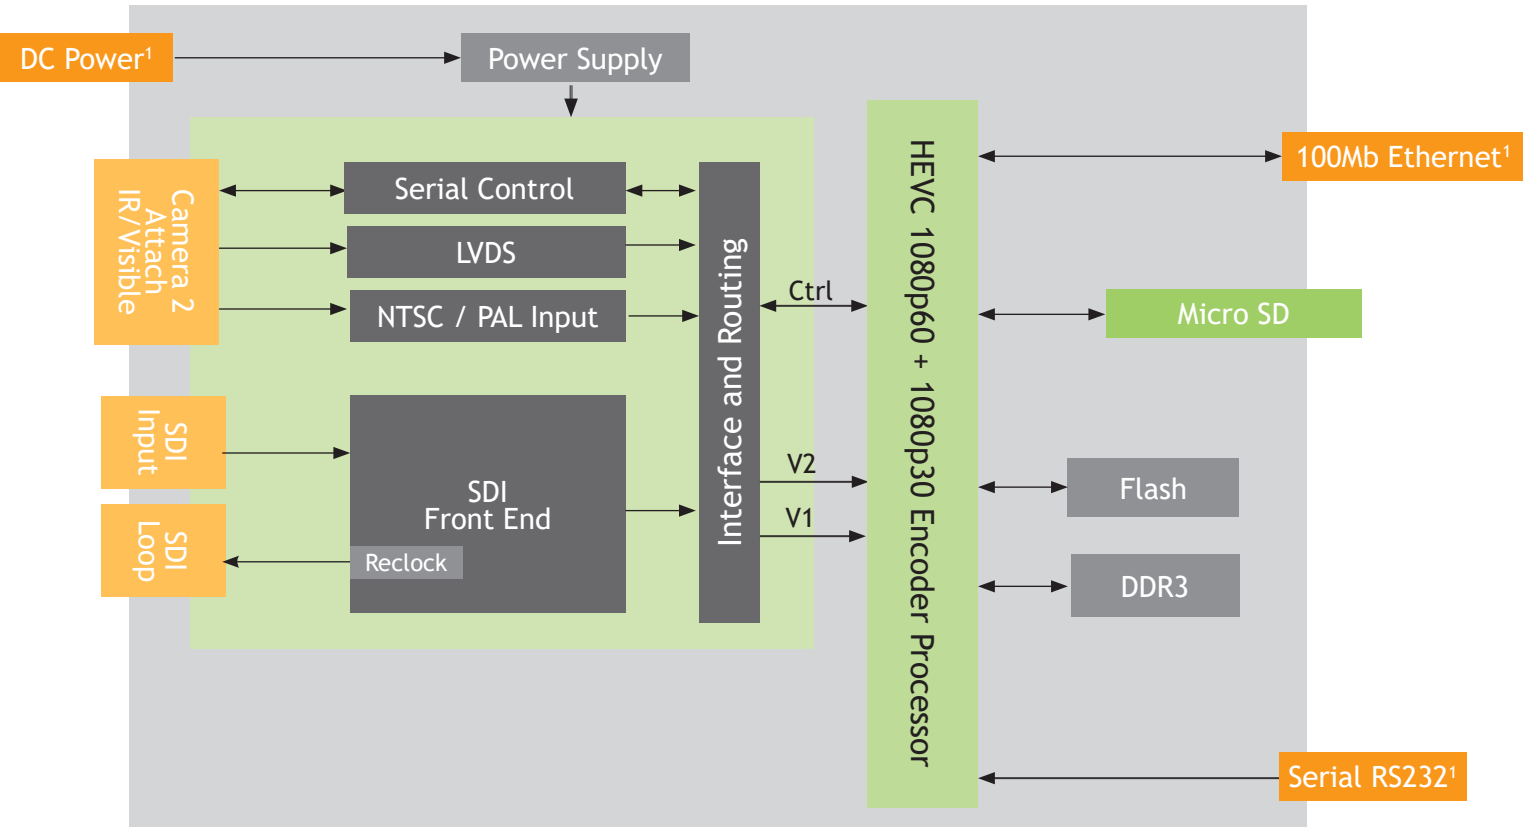 DC Power¹
Power Supply
Camera 2
Attach
IR/Visible
Serial Control
LVDS
NTSC / PAL Input
SDI
Input
SDI
Loop
SDI
Front End
Reclock
Interface and Routing
Ctrl
V2
V1
HEVC 1080p60 + 1080p30 Encoder Processor
100Mb Ethernet¹
Micro SD
Flash
DDR3
Serial RS232¹